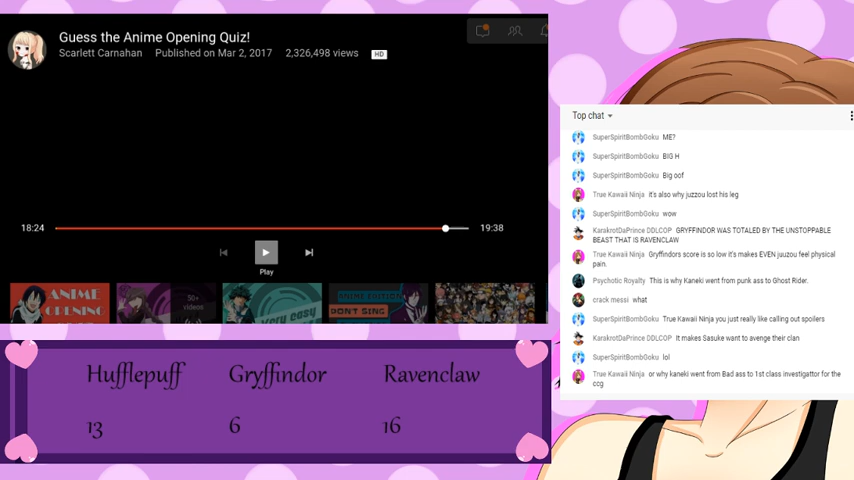 Guess the Anime Opening Quiz!
Scarlett Carnahan Published on Mar 2, 2017 2,326,498 views HD
18:24 19:38
Play
ANIME
OPENING
50+
videos
Very easy
ANIME EDITION
DON'T SING
Hufflepuff Gryffindor Ravenclaw
13 6 16
Top chat
SuperSpiritBombGoku ME?
SuperSpiritBombGoku BIG H
SuperSpiritBombGoku Big oof
True Kawaii Ninja it's also why juzzou lost his leg
SuperSpiritBombGoku wow
KarakrotDaPrince DDLCOP GRYFFINDOR WAS TOTALED BY THE UNSTOPPABLE
BEAST THAT IS RAVENCLAW
True Kawaii Ninja Gryffindors score is so low it's makes EVEN juuzou feel physical
pain.
Psychotic Royalty This is why Kaneki went from punk ass to Ghost Rider.
crack messi what
SuperSpiritBombGoku True Kawaii Ninja you just really like calling out spoilers
KarakrotDaPrince DDLCOP It makes Sasuke want to avenge their clan
SuperSpiritBombGoku lol
True Kawaii Ninja or why kaneki went from Bad ass to 1st class investigattor for the
ccg